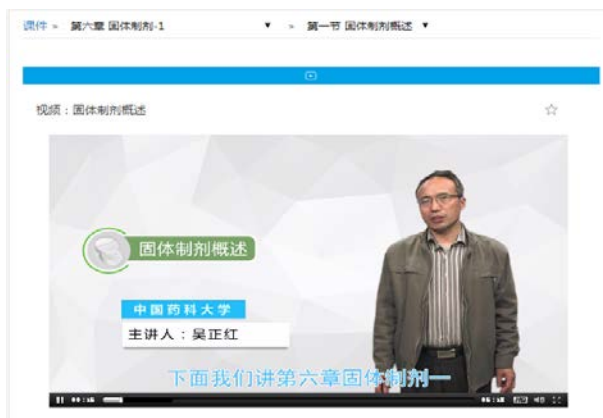 课件 » 第六章 固体制剂-1 ▼ » 第一节 固体制剂概述 ▼
视频：固体制剂概述
固体制剂概述
中国药科大学
主讲人：吴正红
下面我们讲第六章固体制剂一